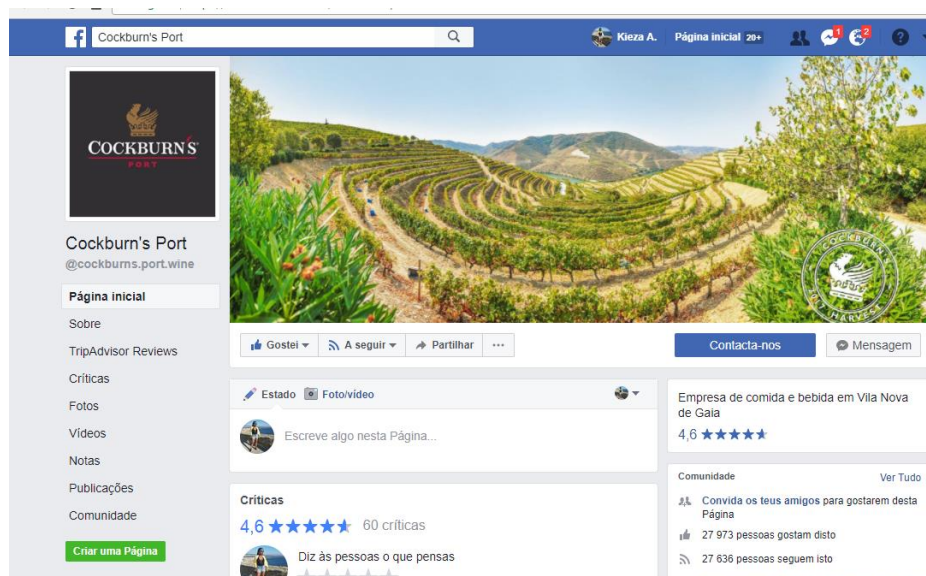 Cockburn's Port
Kieza A.
Página inicial 20+
1
2
COCKBURN'S
PORT
Cockburn's Port
@cockburns.port.wine
Página inicial
Sobre
TripAdvisor Reviews
Críticas
Fotos
Vídeos
Notas
Publicações
Comunidade
Criar uma Página
COCKBURN'S
HARVEST
Gostei
A seguir
Partilhar
Contacta-nos
Mensagem
Estado
Foto/vídeo
Escreve algo nesta Página...
Críticas
4,6
60 críticas
Diz às pessoas o que pensas
Empresa de comida e bebida em Vila Nova
de Gaia
4,6
Comunidade
Ver Tudo
Convida os teus amigos para gostarem desta
Página
27 973 pessoas gostam disto
27 636 pessoas seguem isto